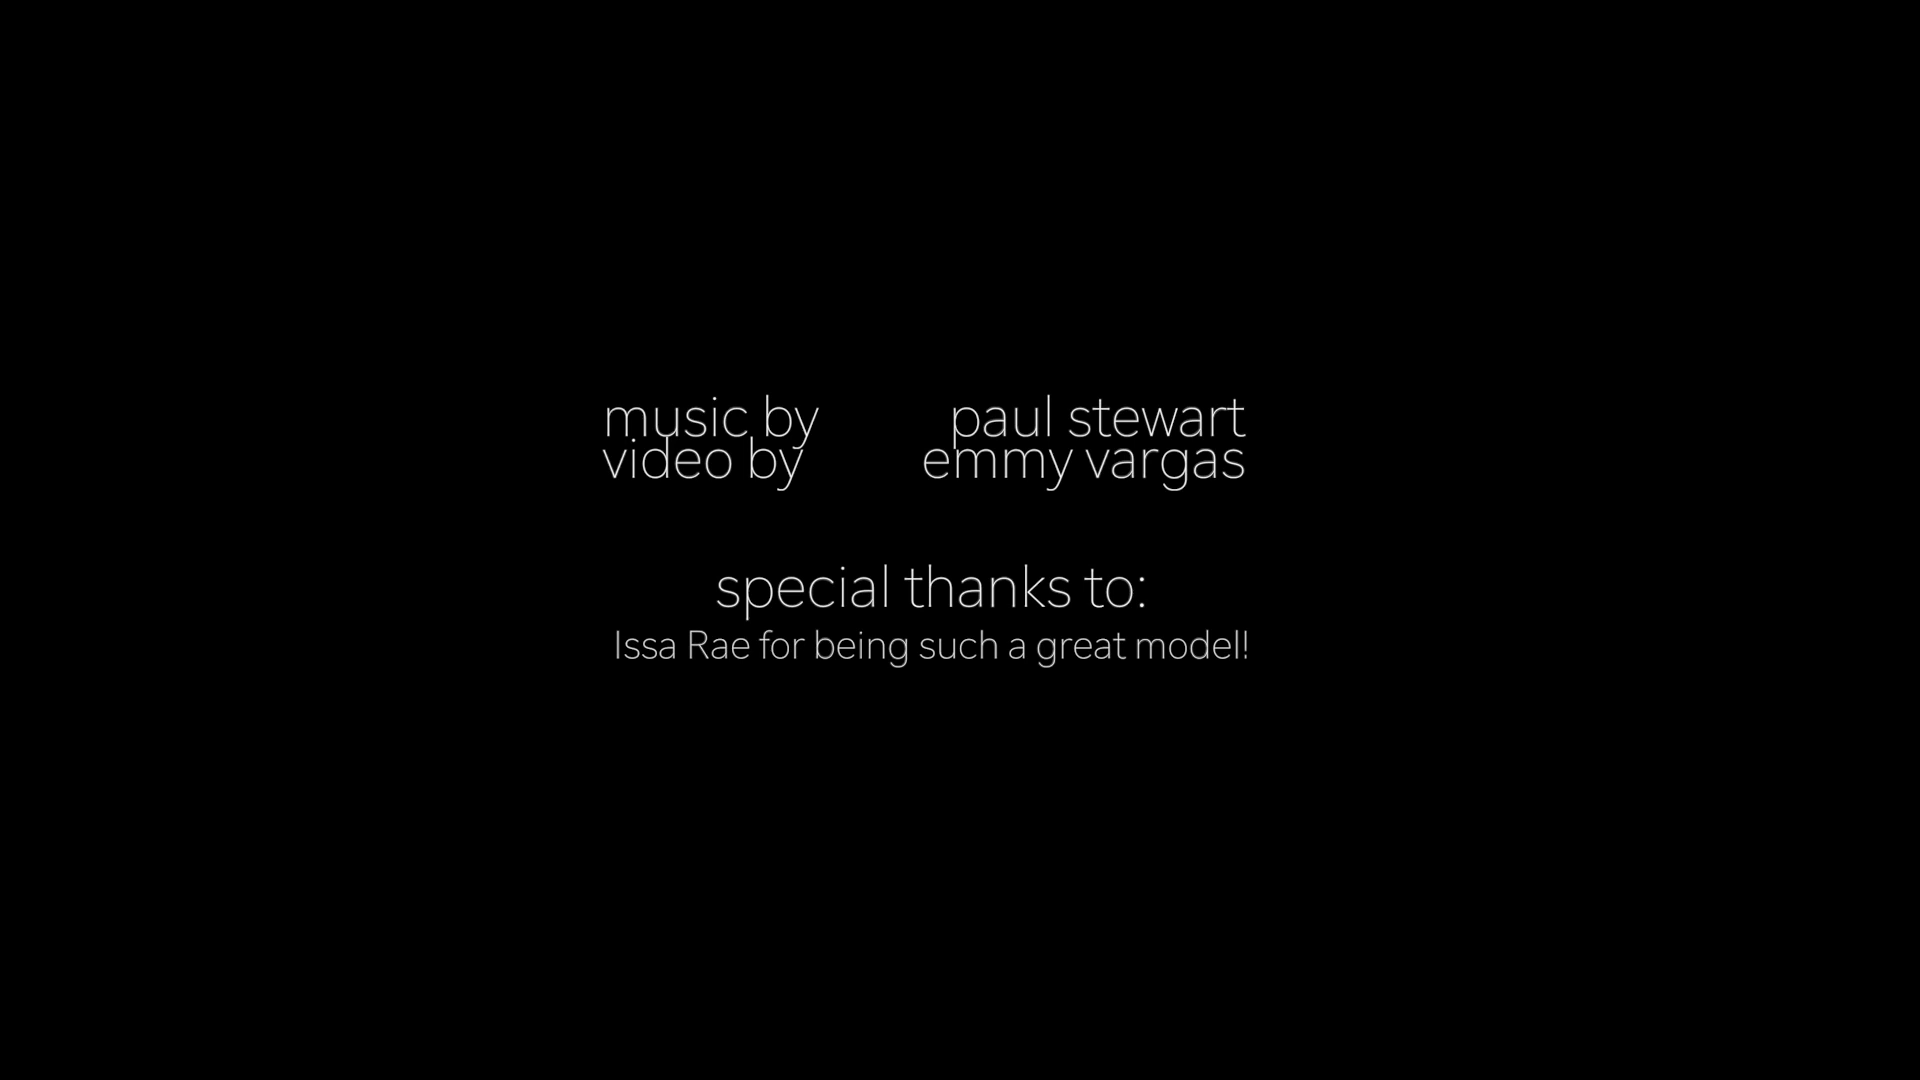 music by paul stewart
video by emmy vargas
special thanks to:
Issa Rae for being such a great model!